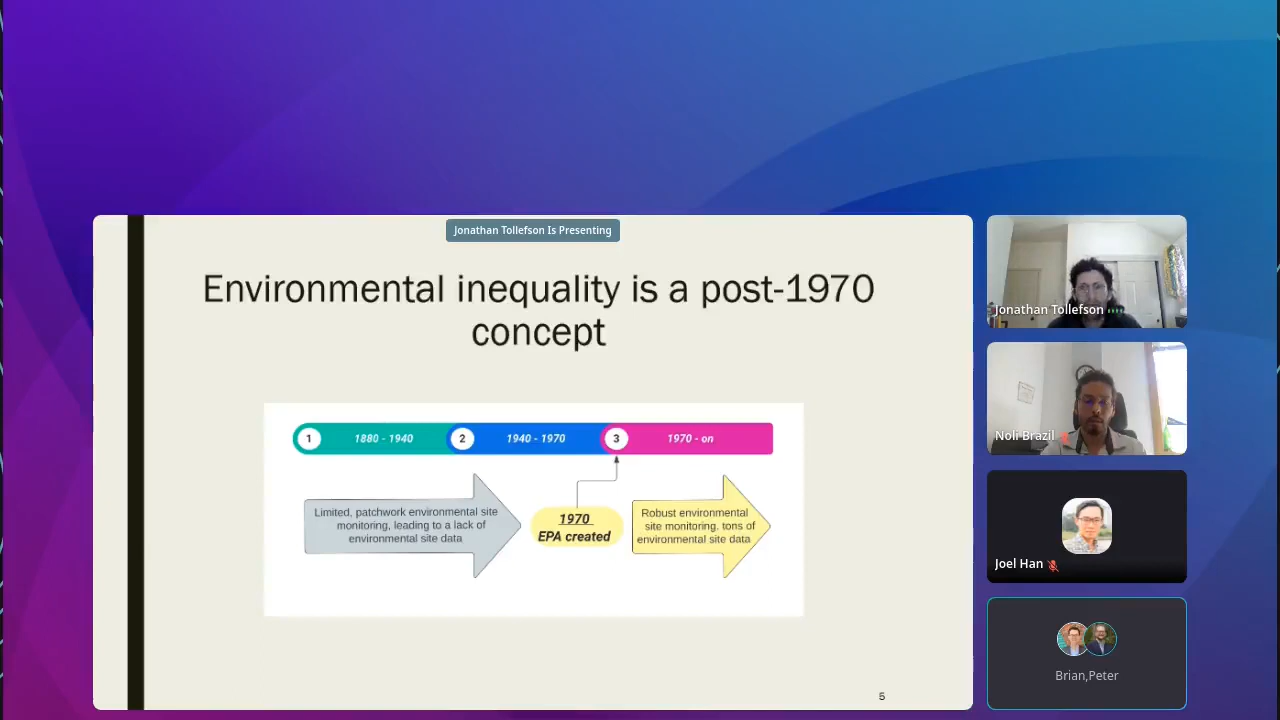 Jonathan Tollefson Is Presenting
Environmental inequality is a post-1970
concept
1 1880 - 1940 2 1940 - 1970 3 1970 - on
Limited, patchwork environmental site
monitoring, leading to a lack of
environmental site data
1970
EPA created
Robust environmental
site monitoring, tons of
environmental site data
5
Jonathan Tollefson
Noli Brazil
Joel Han
Brian,Peter